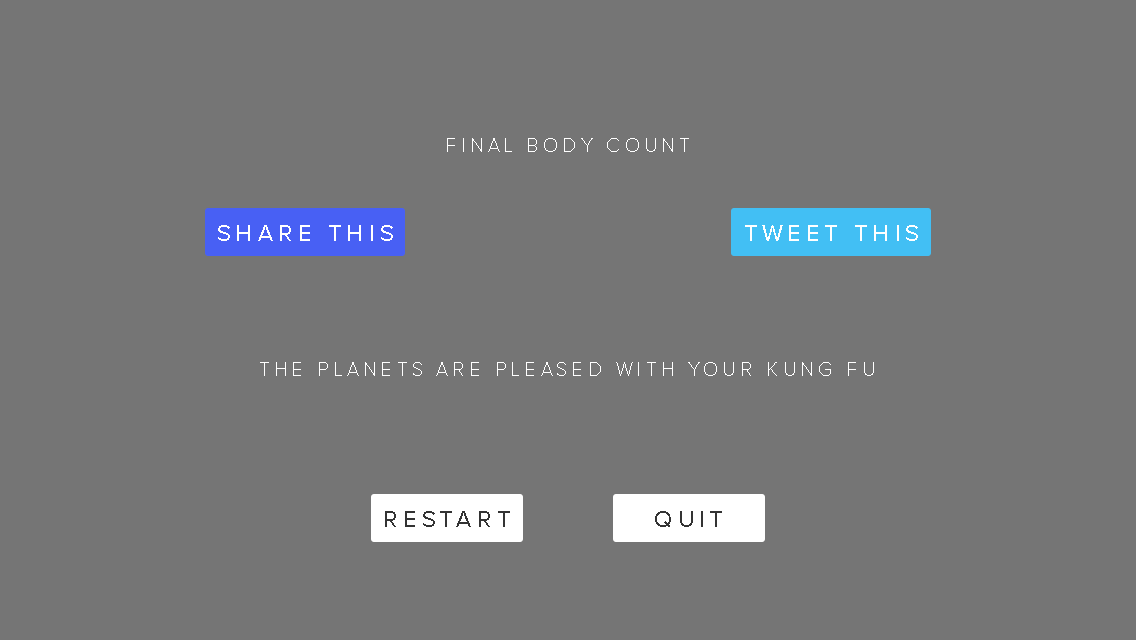 FINAL BODY COUNT
SHARE THIS
TWEET THIS
THE PLANETS ARE PLEASED WITH YOUR KUNG FU
RESTART
QUIT